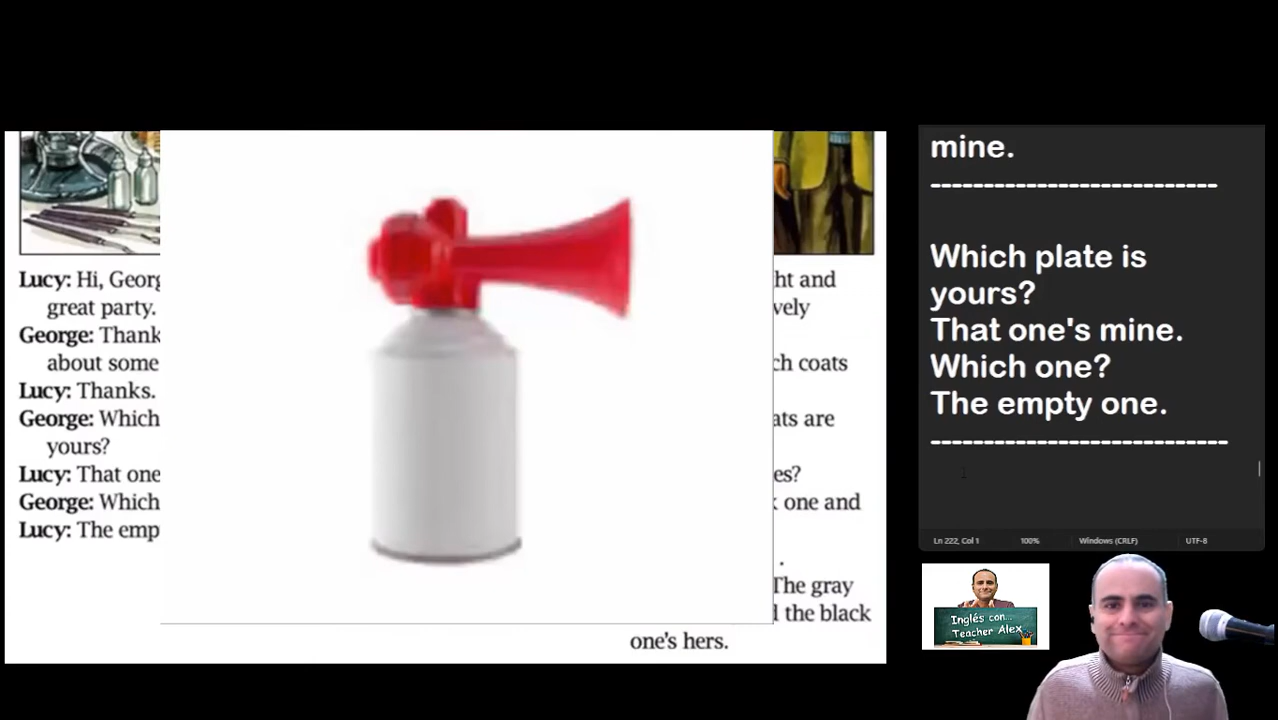 Lucy: Hi, Georg
great party.
George: Thank
about some
Lucy: Thanks.
George: Which
yours?
Lucy: That one
George: Which
Lucy: The emp
ht and
vely
ch coats
ats are
es?
k one and
.
The gray
l the black
one's hers.
mine.
---------------------------
Which plate is
yours?
That one's mine.
Which one?
The empty one.
----------------------------
Ln 222, Col 1
100%
Windows (CRLF)
UTF-8
Inglés con...
Teacher Alex